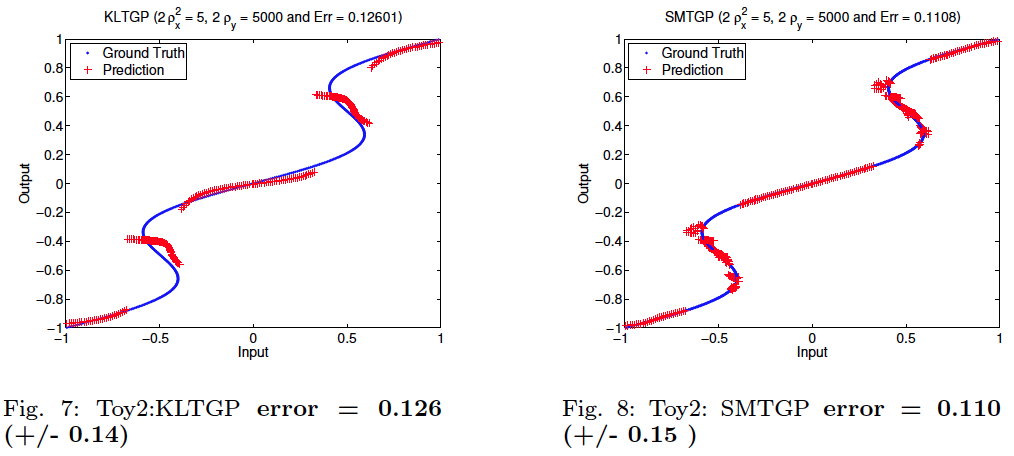 KLTGP (2 ρx² = 5, 2 ρy = 5000 and Err = 0.12601)
1
0.8
0.6
0.4
0.2
0
−0.2
−0.4
−0.6
−0.8
−1
Output
Ground Truth
Prediction
−1 −0.5 0 0.5 1
Input
Fig. 7: Toy2:KLTGP error = 0.126
(+/- 0.14)
SMTGP (2 ρx² = 5, 2 ρy = 5000 and Err = 0.1108)
1
0.8
0.6
0.4
0.2
0
−0.2
−0.4
−0.6
−0.8
−1
Output
Ground Truth
Prediction
−1 −0.5 0 0.5 1
Input
Fig. 8: Toy2: SMTGP error = 0.110
(+/- 0.15 )